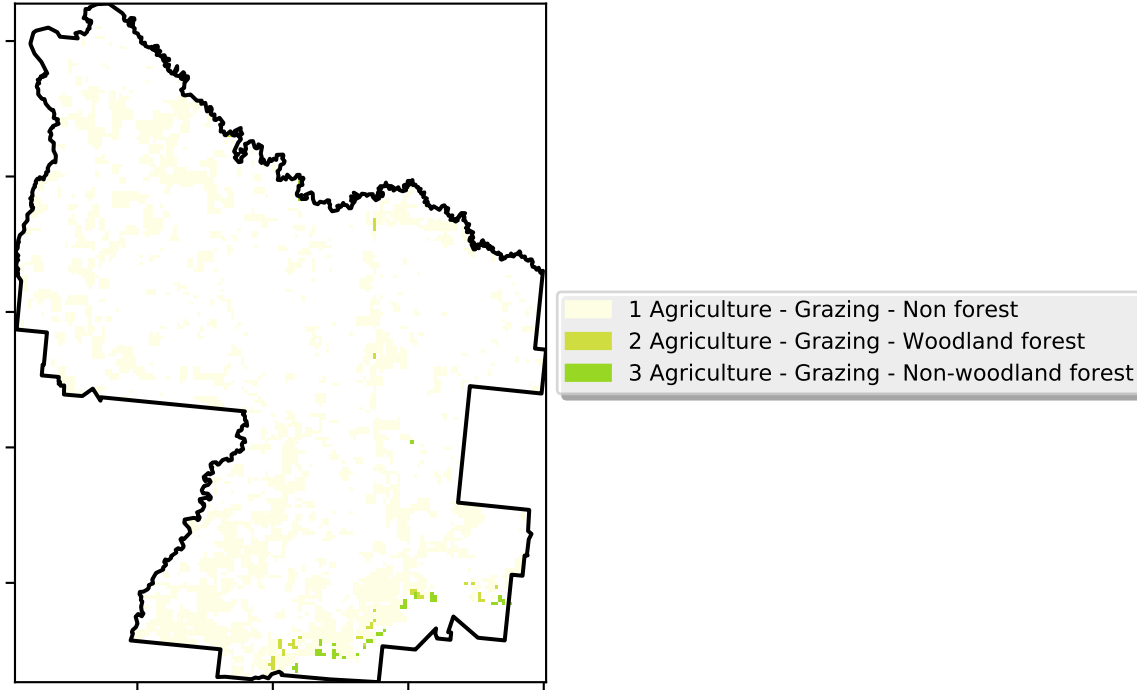 1 Agriculture - Grazing - Non forest
2 Agriculture - Grazing - Woodland forest
3 Agriculture - Grazing - Non-woodland forest